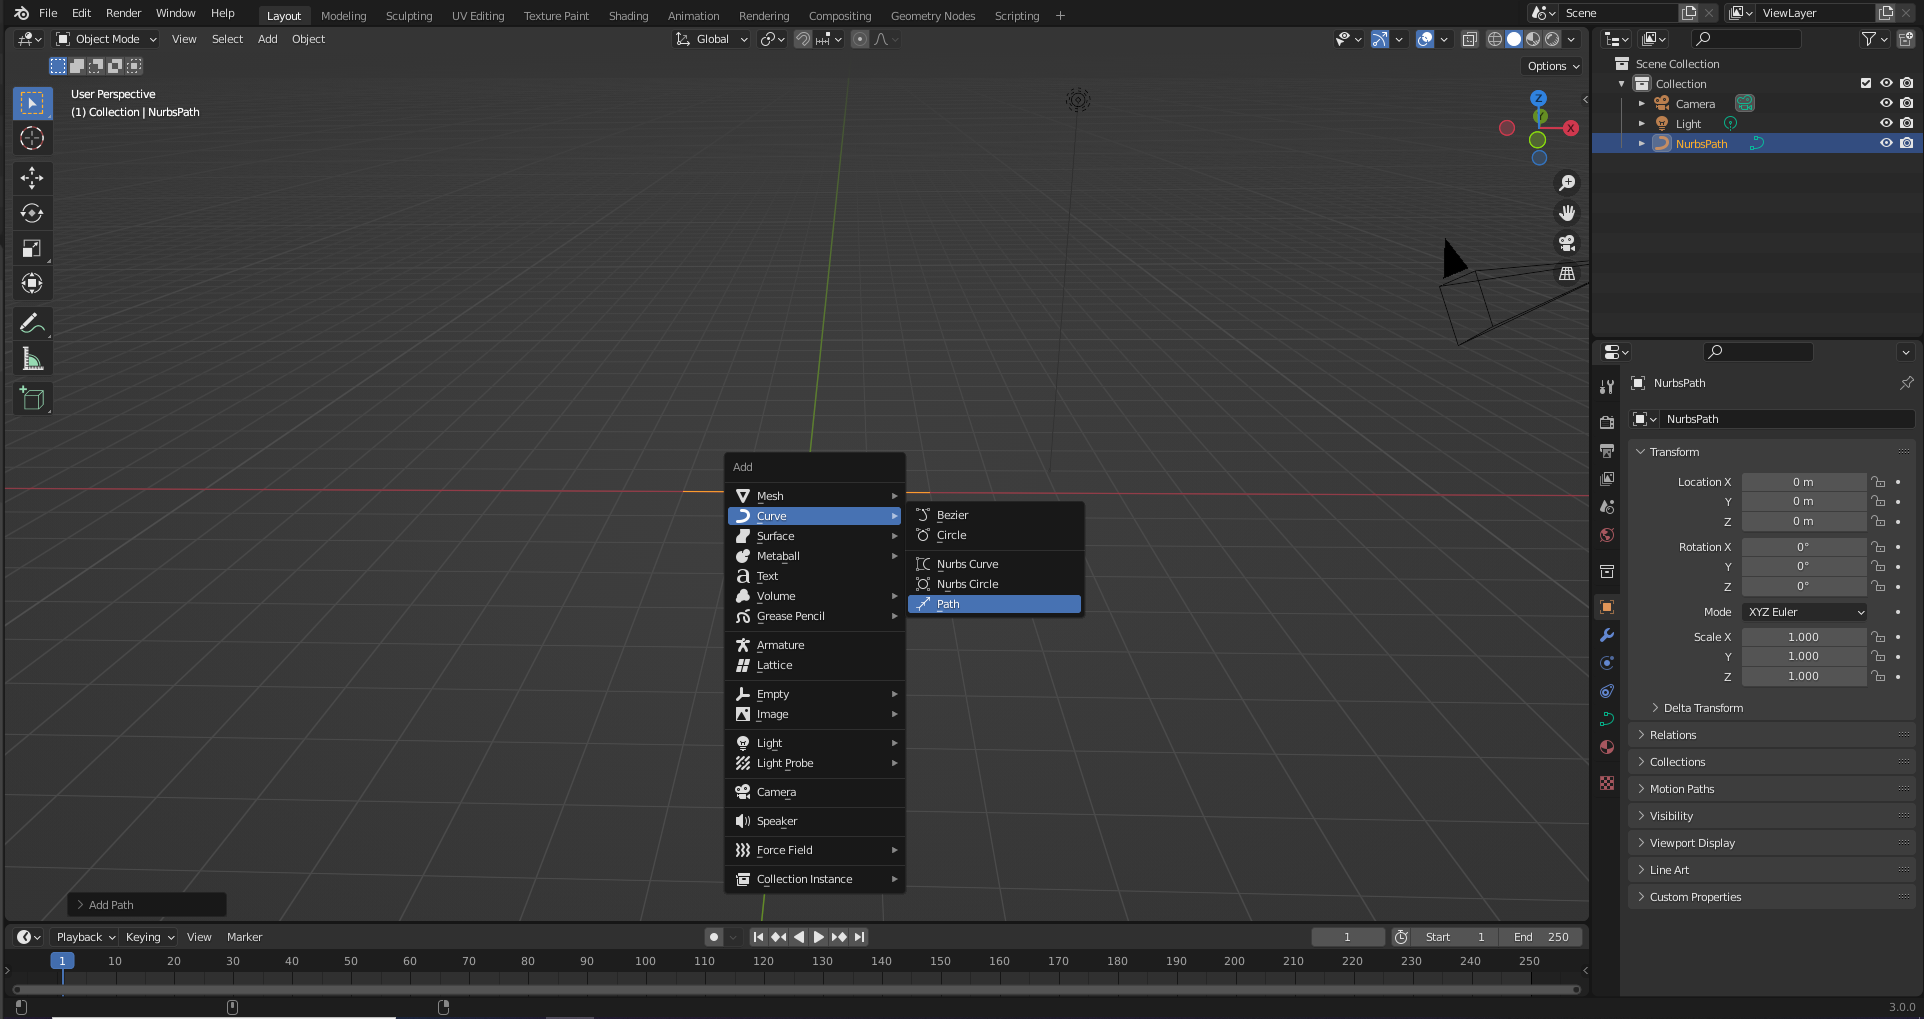 File Edit Render Window Help Layout Modeling Sculpting UV Editing Texture Paint Shading Animation Rendering Compositing Geometry Nodes Scripting + Scene ViewLayer
Object Mode View Select Add Object Global
Options
User Perspective
(1) Collection | NurbsPath
Z
Y
X
Add
Mesh
Curve
Surface
Metaball
Text
Volume
Grease Pencil
Armature
Lattice
Empty
Image
Light
Light Probe
Camera
Speaker
Force Field
Collection Instance
Bezier
Circle
Nurbs Curve
Nurbs Circle
Path
Add Path
Scene Collection
Collection
Camera
Light
NurbsPath
NurbsPath
NurbsPath
Transform
Location X 0 m
Y 0 m
Z 0 m
Rotation X 0°
Y 0°
Z 0°
Mode XYZ Euler
Scale X 1.000
Y 1.000
Z 1.000
Delta Transform
Relations
Collections
Motion Paths
Visibility
Viewport Display
Line Art
Custom Properties
Playback Keying View Marker 1 Start 1 End 250
1 10 20 30 40 50 60 70 80 90 100 110 120 130 140 150 160 170 180 190 200 210 220 230 240 250
3.0.0